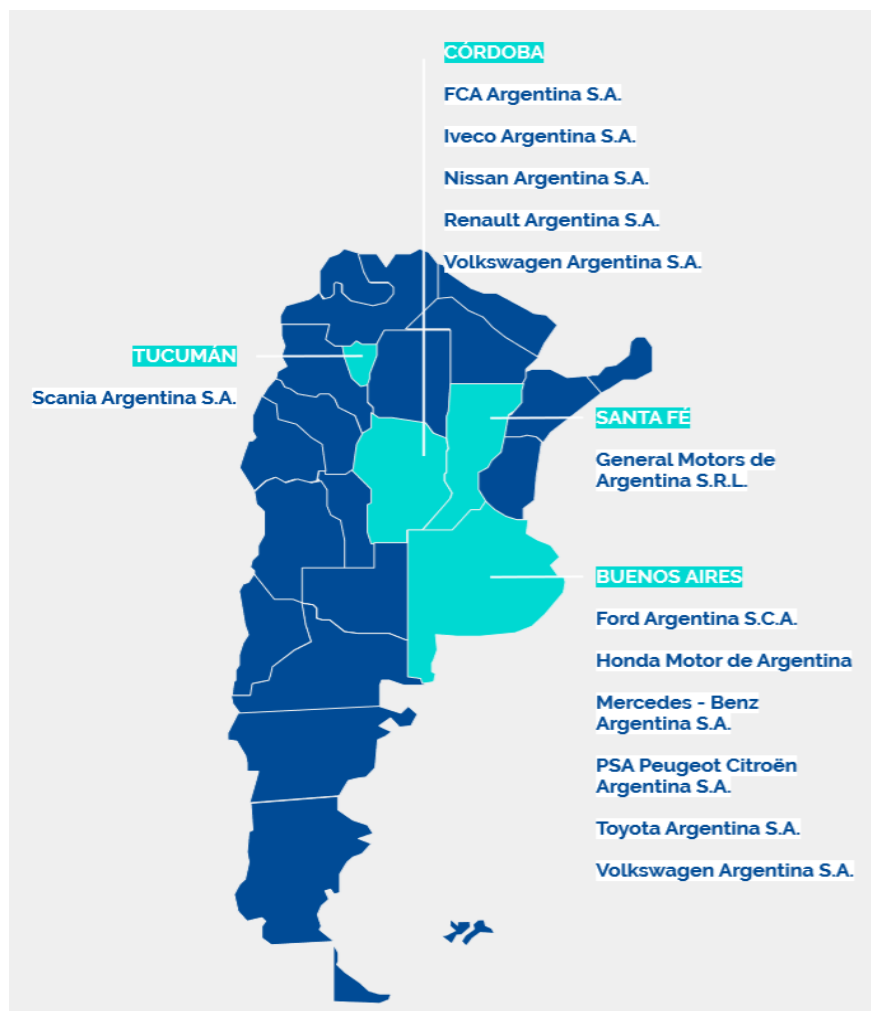 CÓRDOBA
FCA Argentina S.A.
Iveco Argentina S.A.
Nissan Argentina S.A.
Renault Argentina S.A.
Volkswagen Argentina S.A.
TUCUMÁN
Scania Argentina S.A.
SANTA FÉ
General Motors de
Argentina S.R.L.
BUENOS AIRES
Ford Argentina S.C.A.
Honda Motor de Argentina
Mercedes - Benz
Argentina S.A.
PSA Peugeot Citroën
Argentina S.A.
Toyota Argentina S.A.
Volkswagen Argentina S.A.